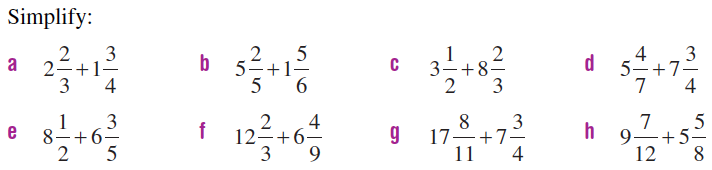 Simplify:
a 2 2/3 + 1 3/4 b 5 2/5 + 1 5/6 c 3 1/2 + 8 2/3 d 5 4/7 + 7 3/4
e 8 1/2 + 6 3/5 f 12 2/3 + 6 4/9 g 17 8/11 + 7 3/4 h 9 7/12 + 5 5/8